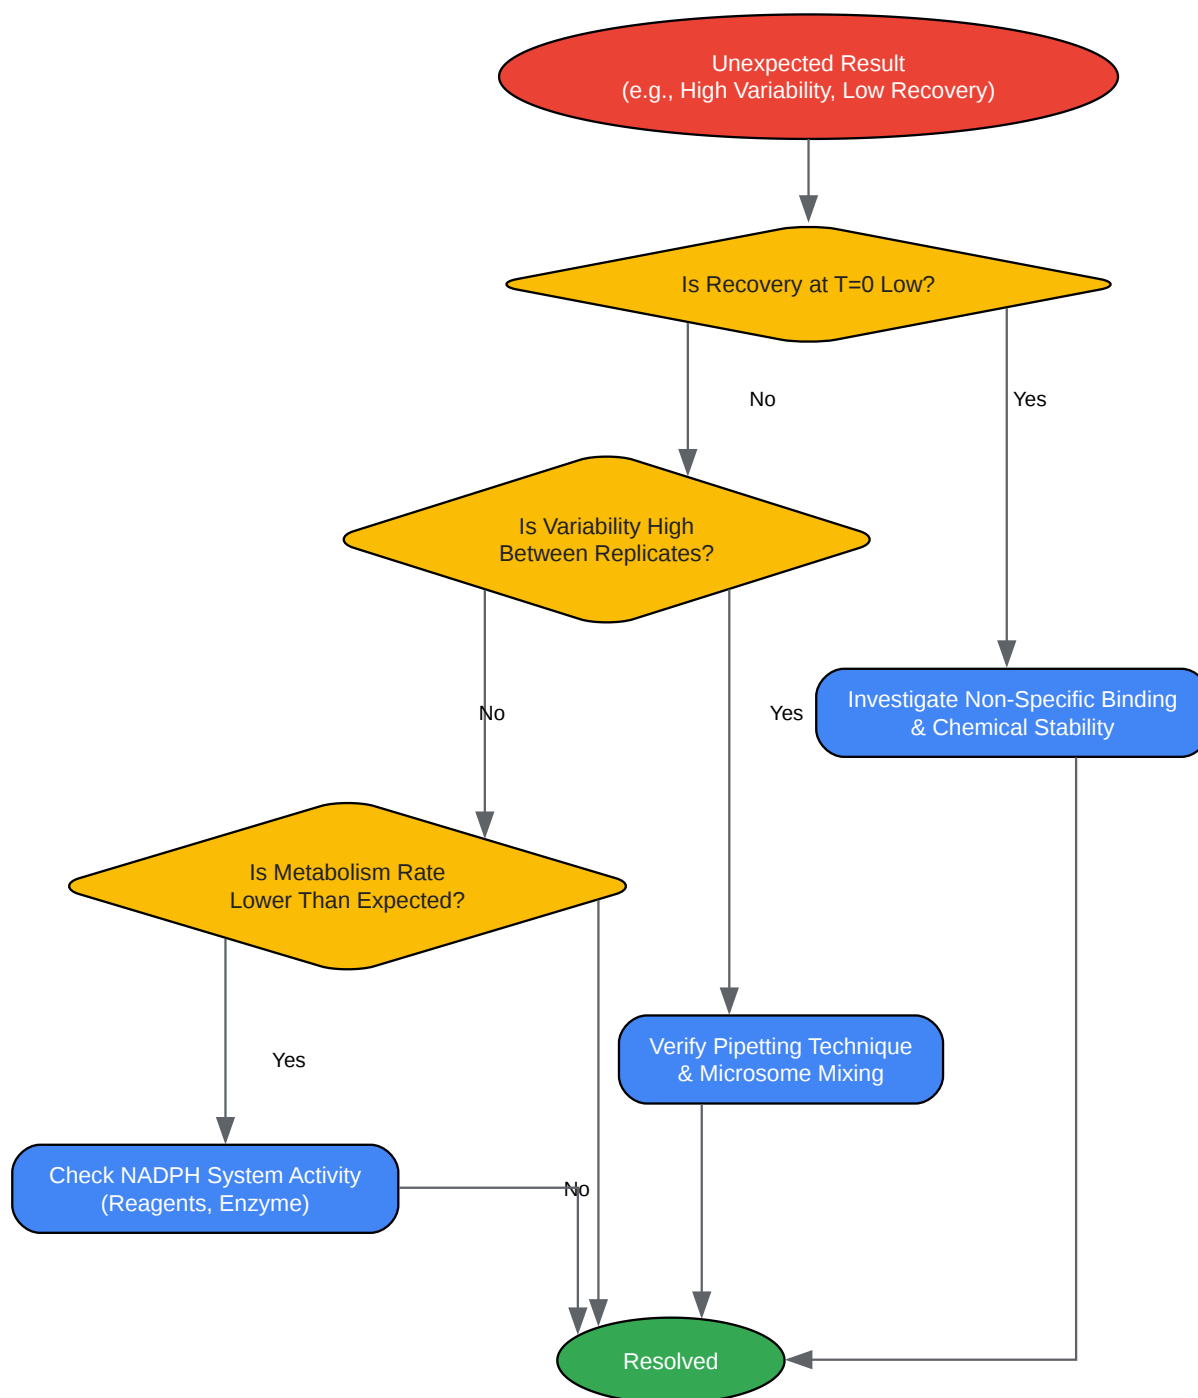 Unexpected Result
(e.g., High Variability, Low Recovery)
Is Recovery at T=0 Low?
No
Yes
Is Variability High
Between Replicates?
Investigate Non-Specific Binding
& Chemical Stability
No
Yes
Is Metabolism Rate
Lower Than Expected?
Verify Pipetting Technique
& Microsome Mixing
Yes
Check NADPH System Activity
(Reagents, Enzyme)
No
Resolved